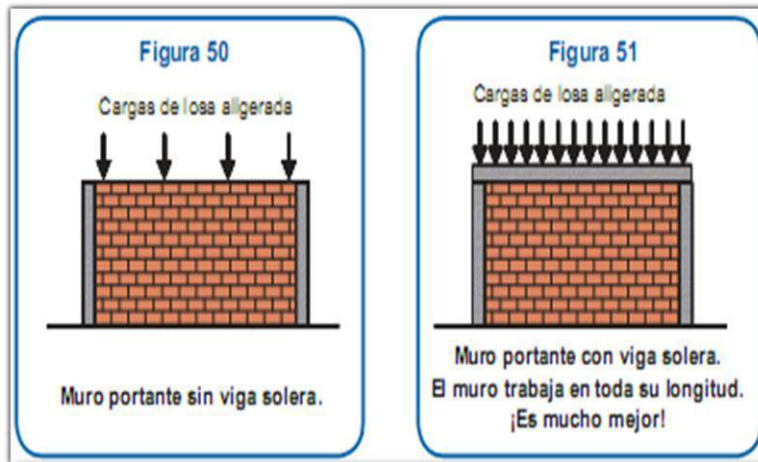 Figura 50
Cargas de losa aligerada
Muro portante sin viga solera.
Figura 51
Cargas de losa aligerada
Muro portante con viga solera.
El muro trabaja en toda su longitud.
¡Es mucho mejor!